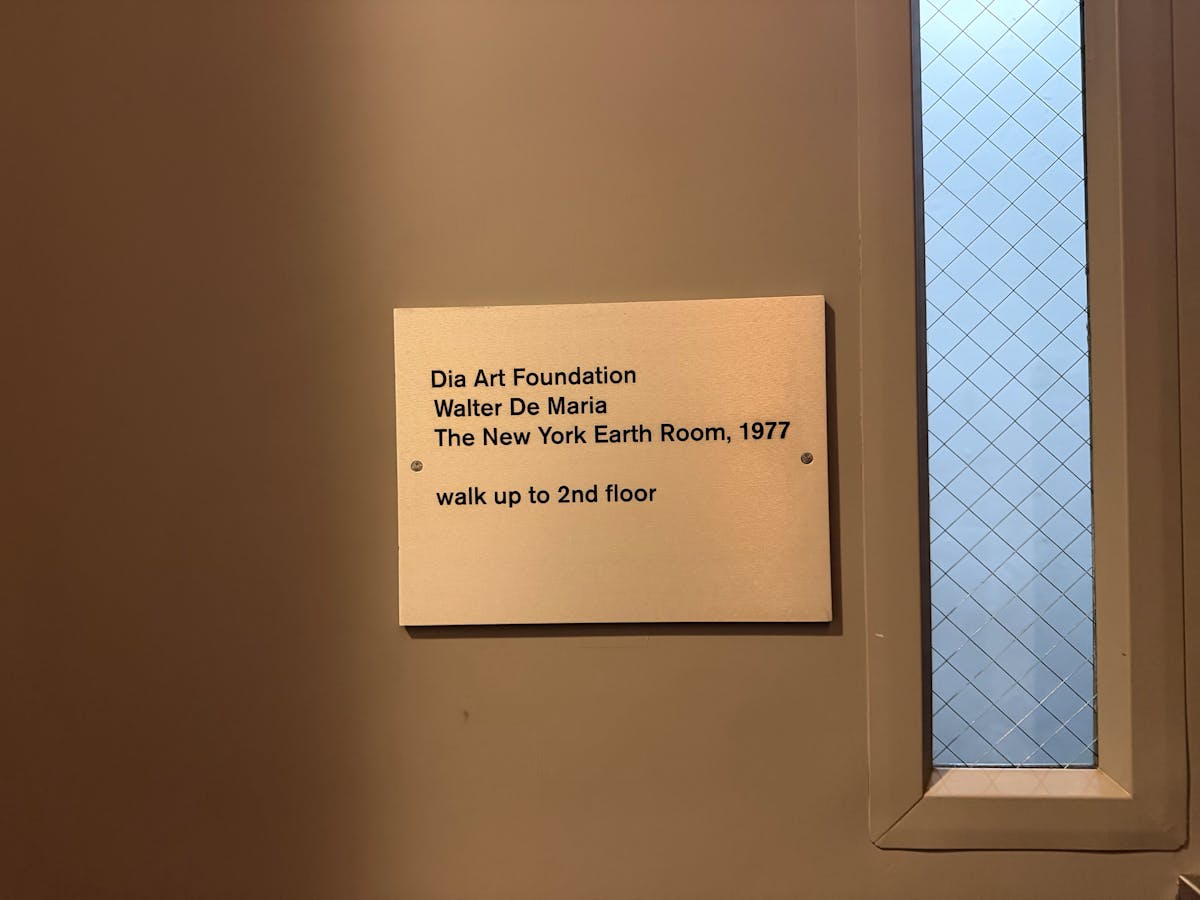 Dia Art Foundation
Walter De Maria
The New York Earth Room, 1977
walk up to 2nd floor